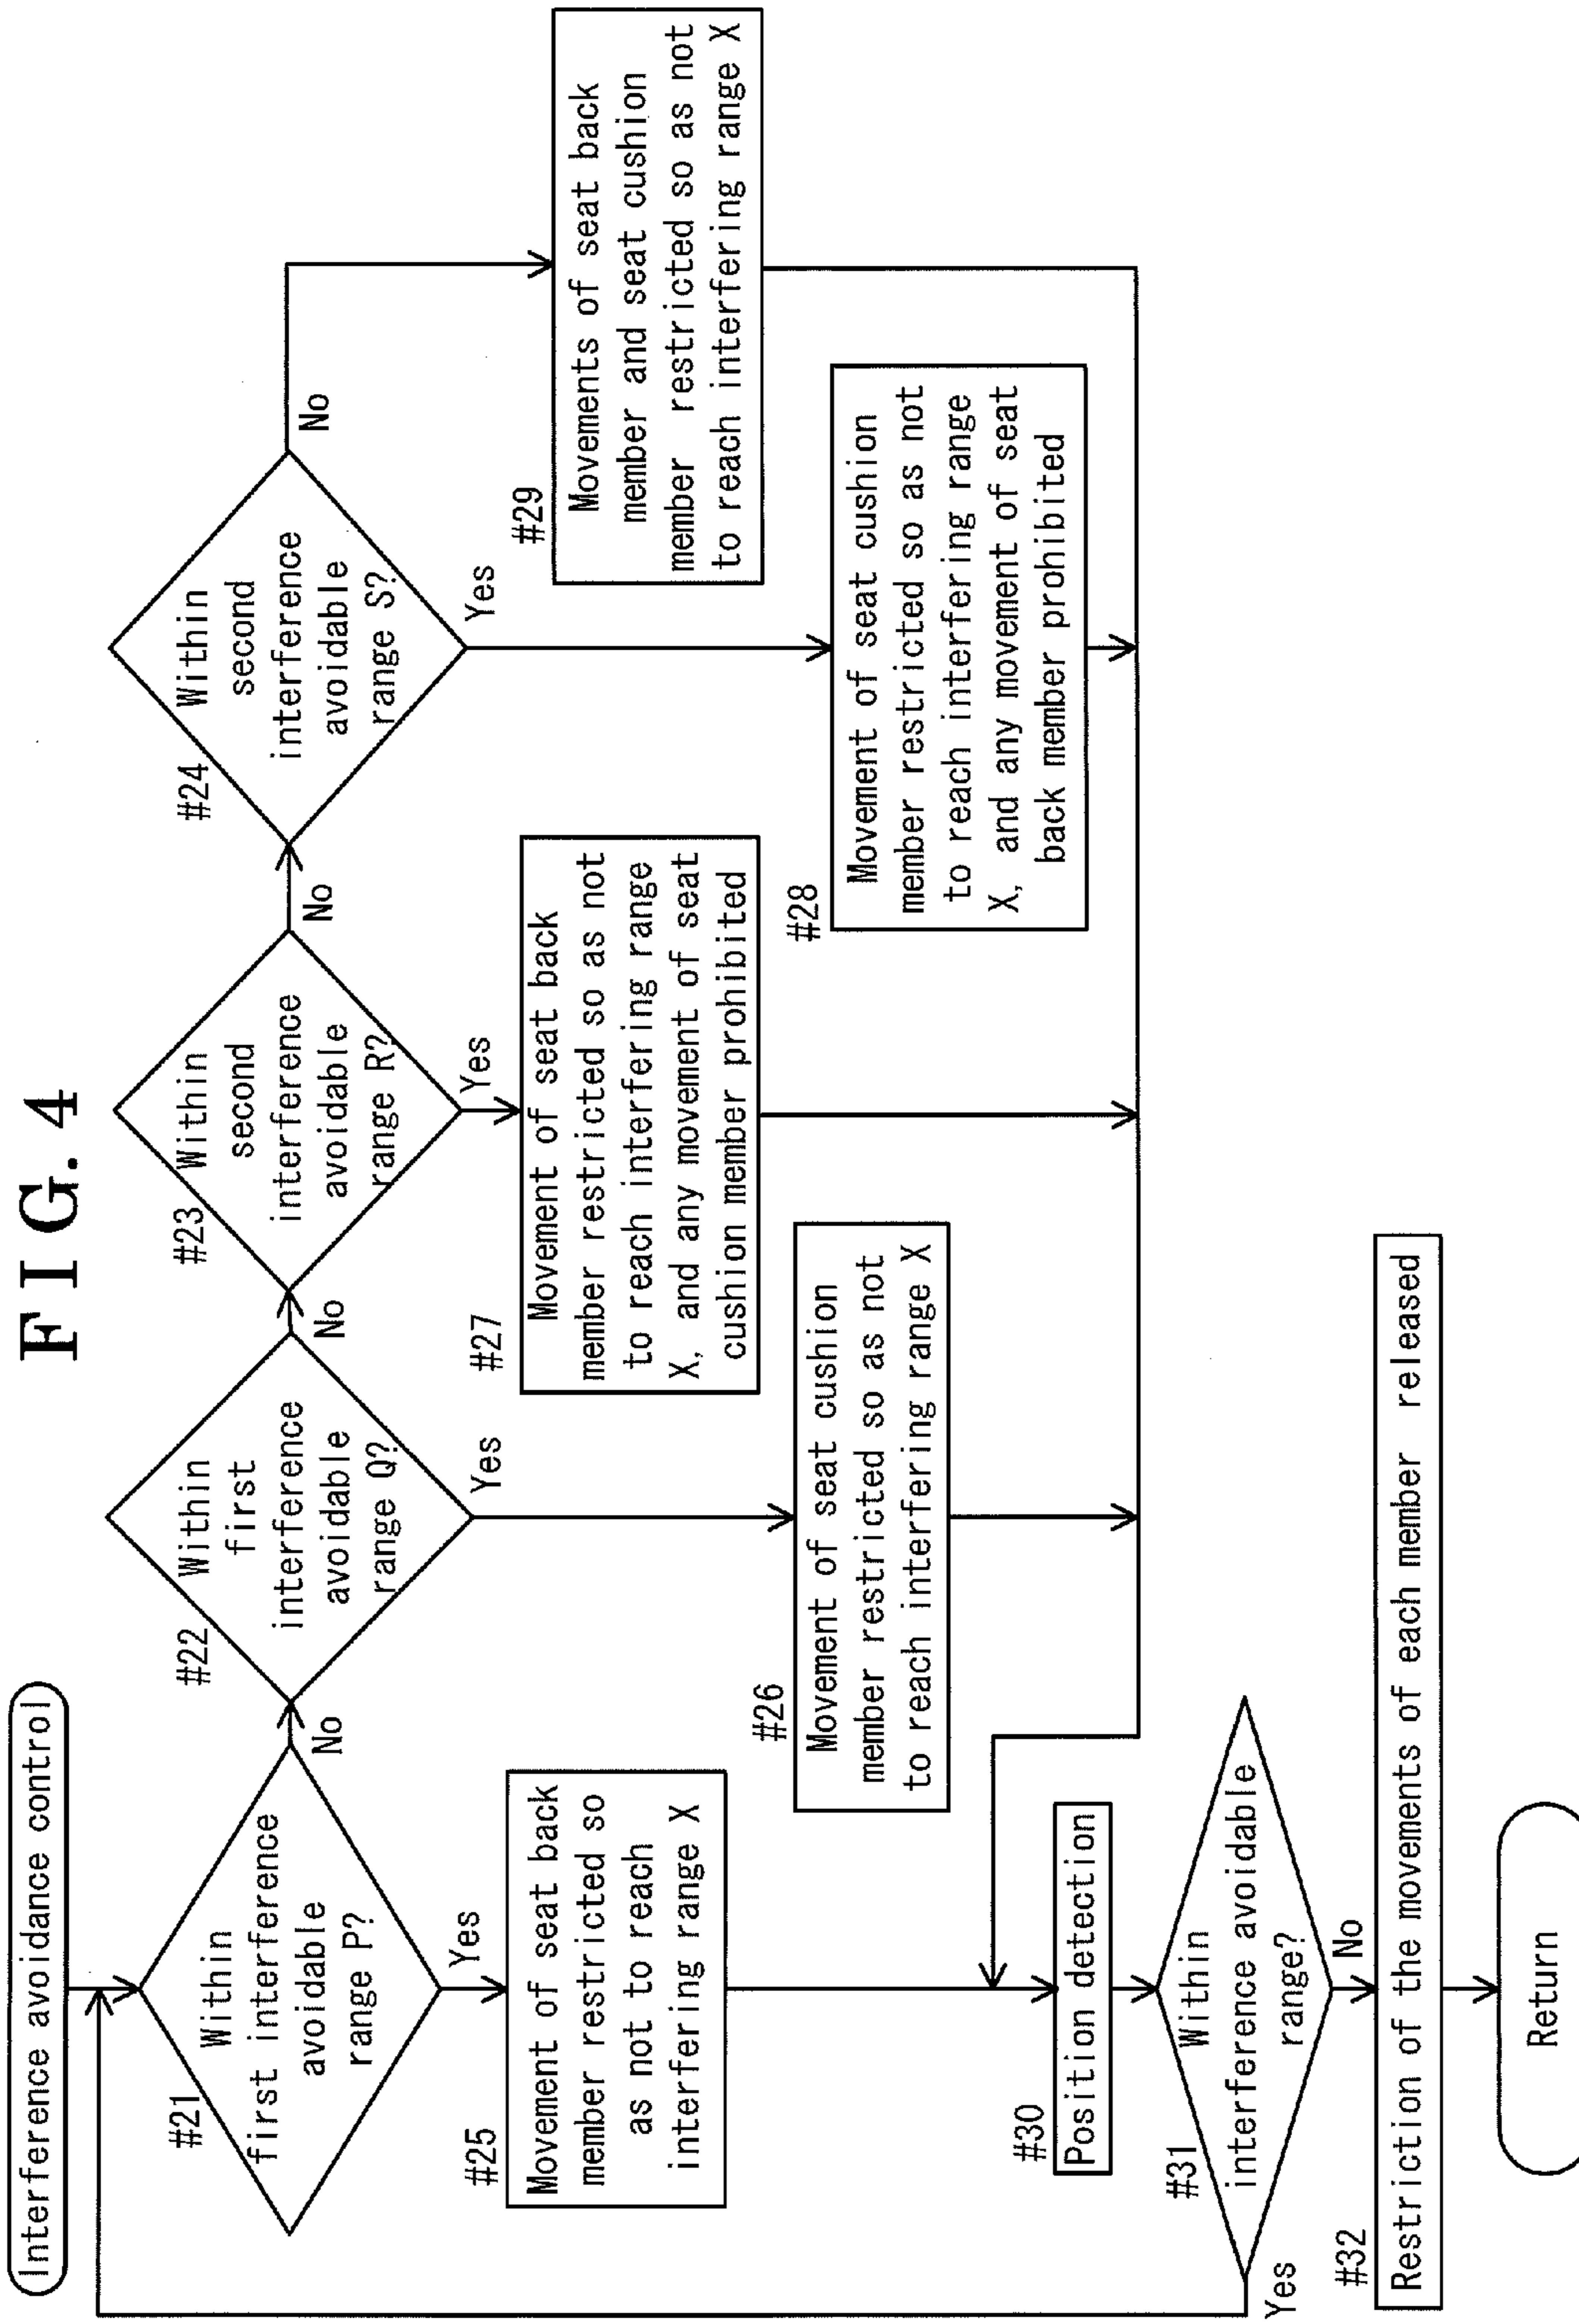 FIG. 4
Interference avoidance control
#21
Within
first interference
avoidable
range P?
No
Yes
#22
Within
first
interference
avoidable
range Q?
No
Yes
#23
Within
second
interference
avoidable
range R?
No
Yes
#24
Within
second
interference
avoidable
range S?
No
Yes
#25
Movement of seat back
member restricted so
as not to reach
interfering range X
#26
Movement of seat cushion
member restricted so as not
to reach interfering range X
#27
Movement of seat back
member restricted so as not
to reach interfering range
X, and any movement of seat
cushion member prohibited
#28
Movement of seat cushion
member restricted so as not
to reach interfering range
X, and any movement of seat
back member prohibited
#29
Movements of seat back
member and seat cushion
member restricted so as not
to reach interfering range X
#30
Position detection
#31
Within
interference avoidable
range?
Yes
No
#32
Restriction of the movements of each member released
Return